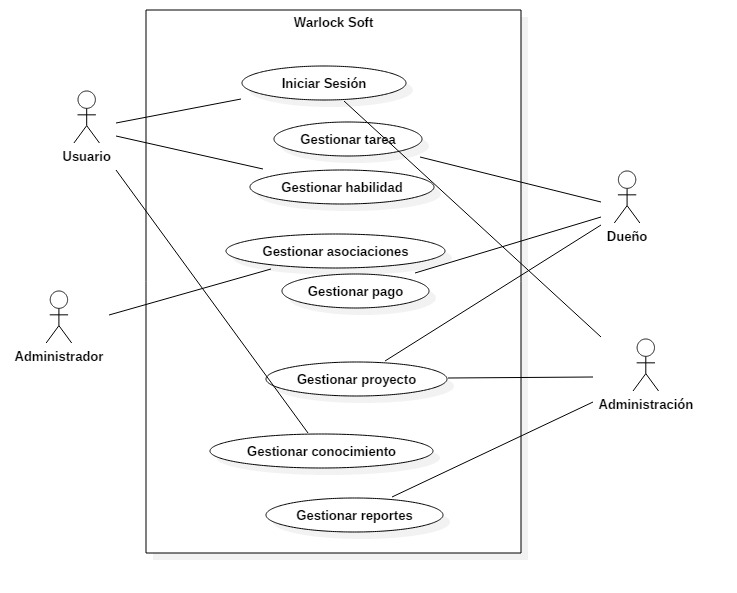 Warlock Soft
Iniciar Sesión
Gestionar tarea
Usuario
Gestionar habilidad
Dueño
Gestionar asociaciones
Gestionar pago
Administrador
Gestionar proyecto
Administración
Gestionar conocimiento
Gestionar reportes